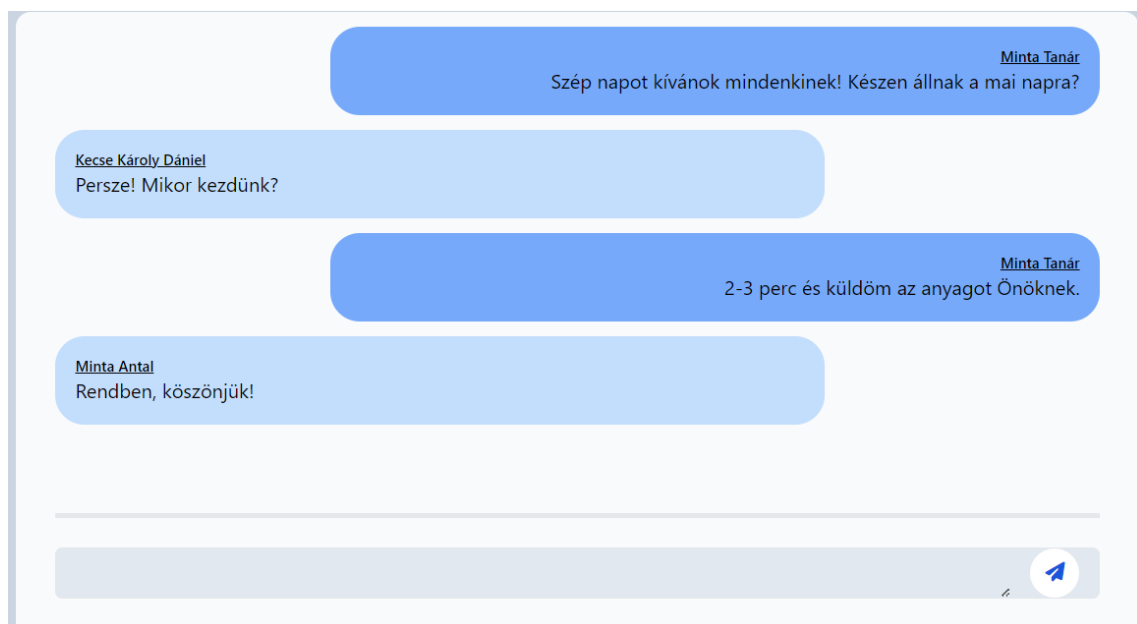 Minta Tanár
Szép napot kívánok mindenkinek! Készen állnak a mai napra?
Kecse Károly Dániel
Persze! Mikor kezdünk?
Minta Tanár
2-3 perc és küldöm az anyagot Önöknek.
Minta Antal
Rendben, köszönjük!